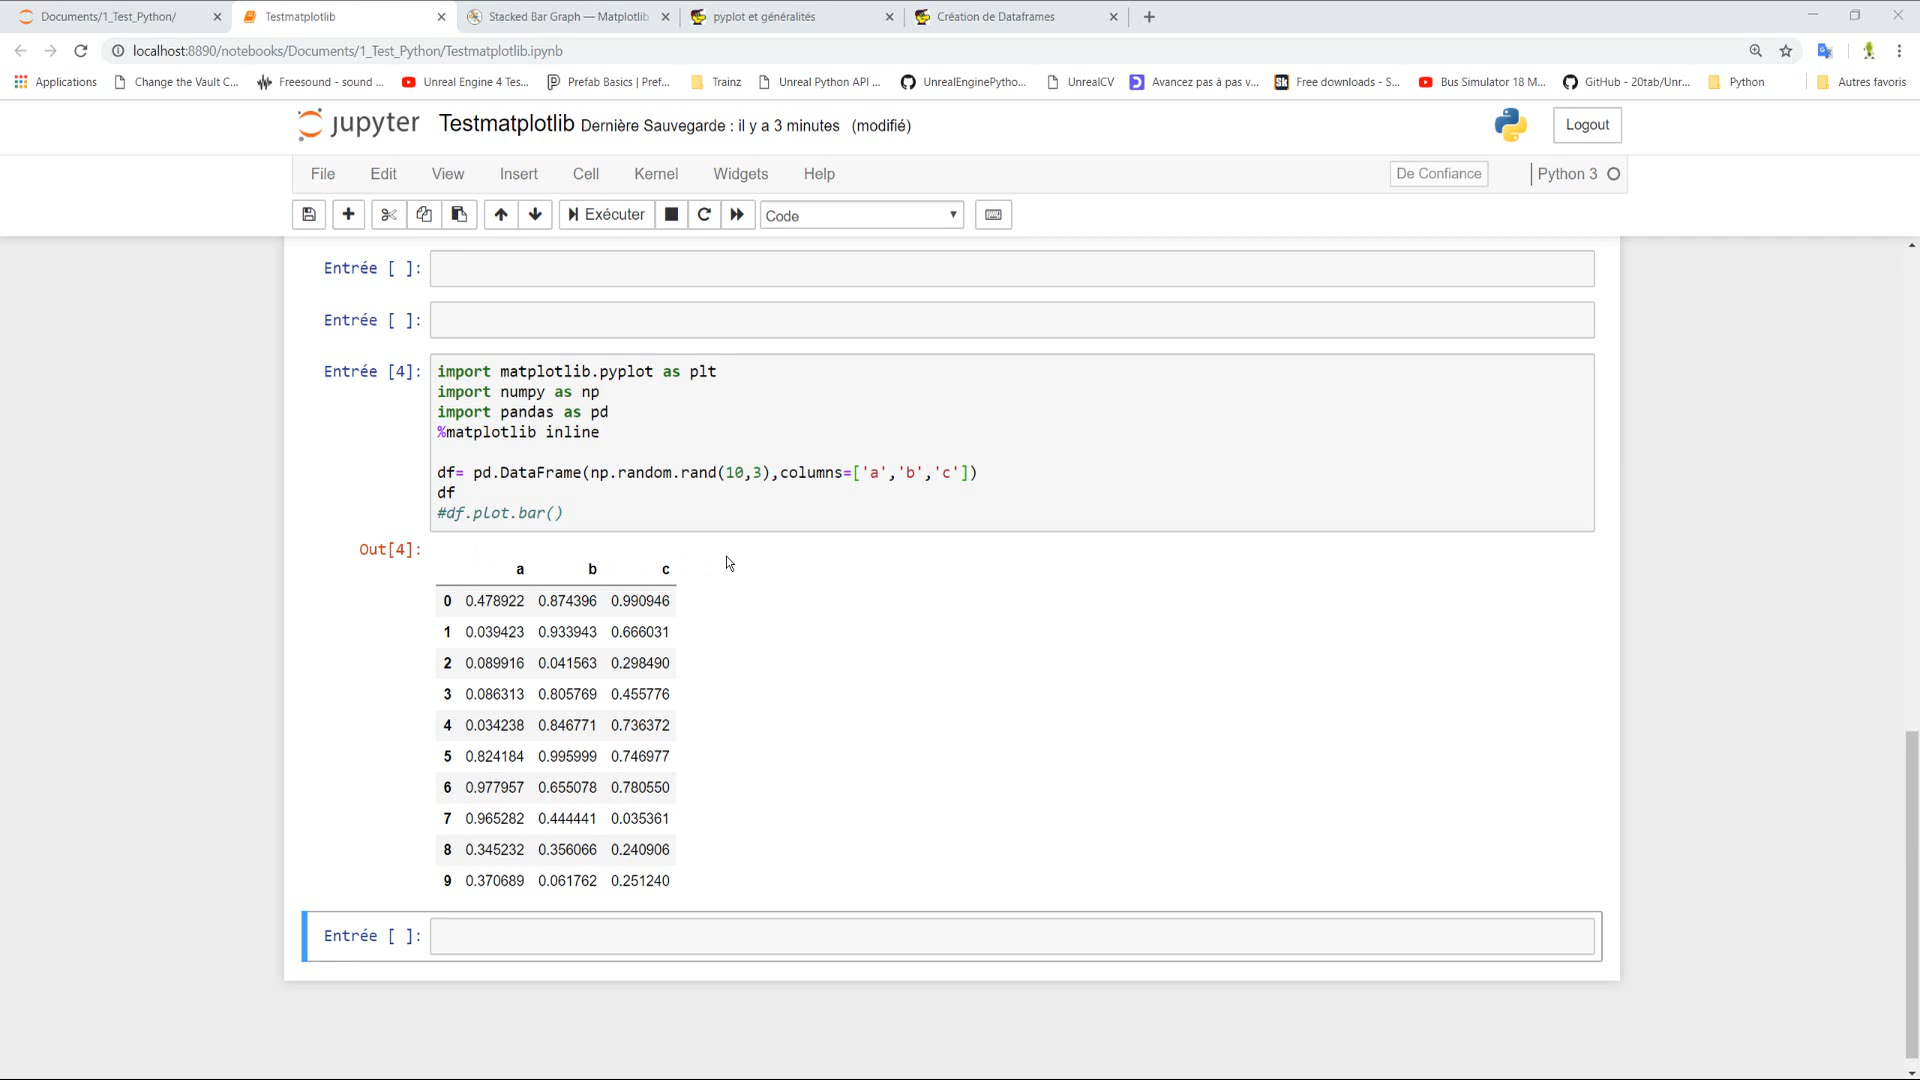 Documents/1_Test_Python/
Testmatplotlib
Stacked Bar Graph — Matplotlib
pyplot et généralités
Création de Dataframes
localhost:8890/notebooks/Documents/1_Test_Python/Testmatplotlib.ipynb
Applications
Change the Vault C...
Freesound - sound ...
Unreal Engine 4 Tes...
Prefab Basics | Pref...
Trainz
Unreal Python API ...
UnrealEnginePytho...
UnrealCV
Avancez pas à pas v...
Free downloads - S...
Bus Simulator 18 M...
GitHub - 20tab/Unr...
Python
Autres favoris
jupyter Testmatplotlib Dernière Sauvegarde : il y a 3 minutes (modifié)
Logout
File Edit View Insert Cell Kernel Widgets Help
De Confiance
Python 3
Exécuter
Code
Entrée [ ]:
Entrée [ ]:
Entrée [4]:
import matplotlib.pyplot as plt
import numpy as np
import pandas as pd
%matplotlib inline
df= pd.DataFrame(np.random.rand(10,3),columns=['a','b','c'])
df
#df.plot.bar()
Out[4]:
a b c
0 0.478922 0.874396 0.990946
1 0.039423 0.933943 0.666031
2 0.089916 0.041563 0.298490
3 0.086313 0.805769 0.455776
4 0.034238 0.846771 0.736372
5 0.824184 0.995999 0.746977
6 0.977957 0.655078 0.780550
7 0.965282 0.444441 0.035361
8 0.345232 0.356066 0.240906
9 0.370689 0.061762 0.251240
Entrée [ ]: